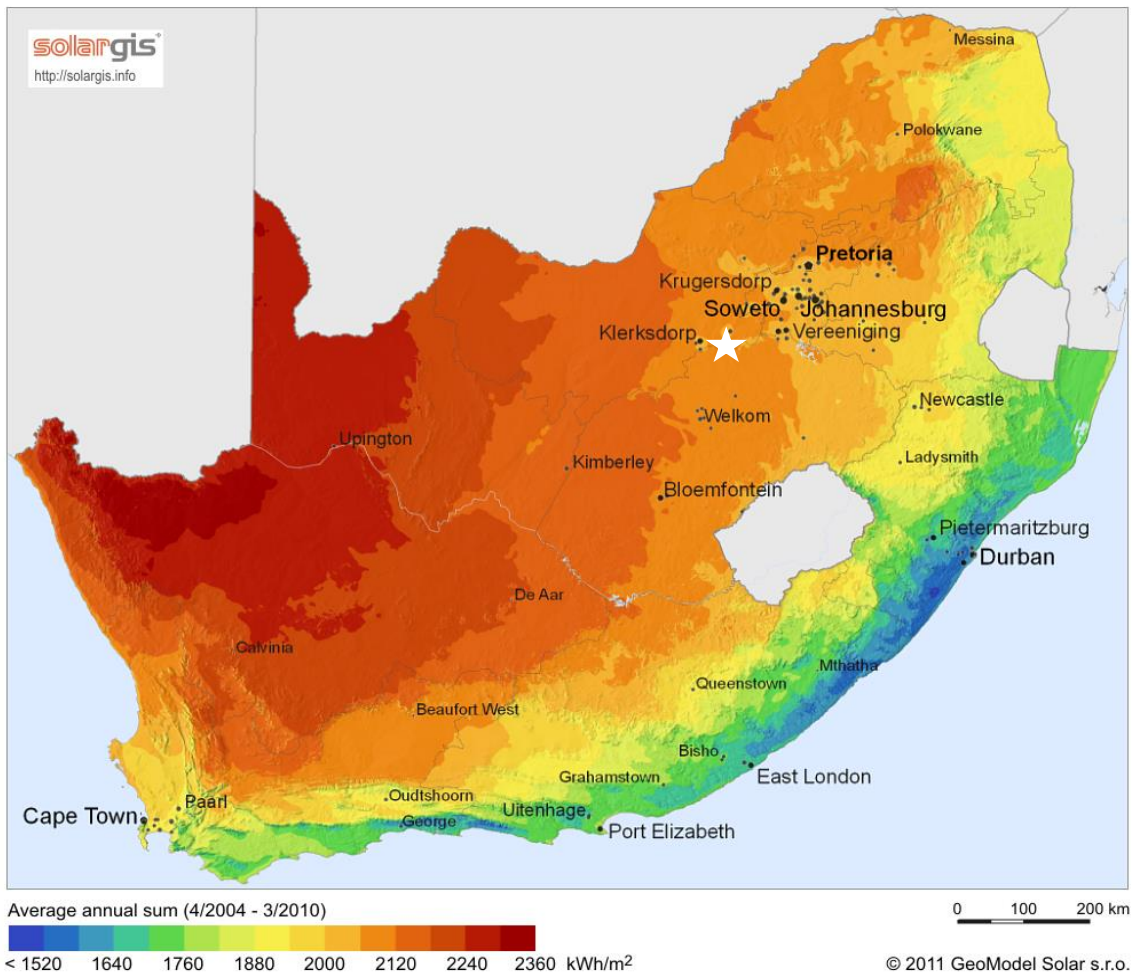 solargis
http://solargis.info
Messina
Polokwane
Pretoria
Krugersdorp
Soweto Johannesburg
Klerksdorp Vereeniging
Newcastle
Welkom
Upington
Ladysmith
Kimberley
Bloemfontein
Pietermaritzburg
Durban
De Aar
Calvinia
Mthatha
Queenstown
Beaufort West
Bisho
East London
Grahamstown
Oudtshoorn
Paarl
Uitenhage
Cape Town
George
Port Elizabeth
Average annual sum (4/2004 - 3/2010)
0 100 200 km
< 1520 1640 1760 1880 2000 2120 2240 2360 kWh/m²
© 2011 GeoModel Solar s.r.o.